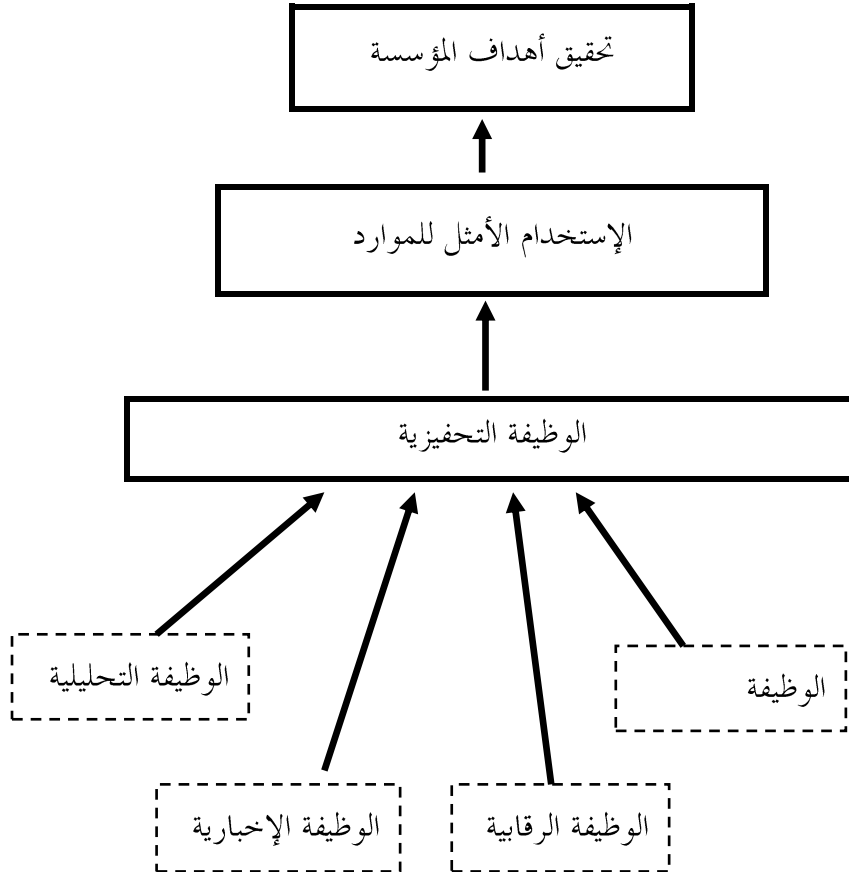 تحقيق أهداف المؤسسة
الإستخدام الأمثل للموارد
الوظيفة التحفيزية
الوظيفة التحليلية
الوظيفة
الوظيفة الإخبارية
الوظيفة الرقابية